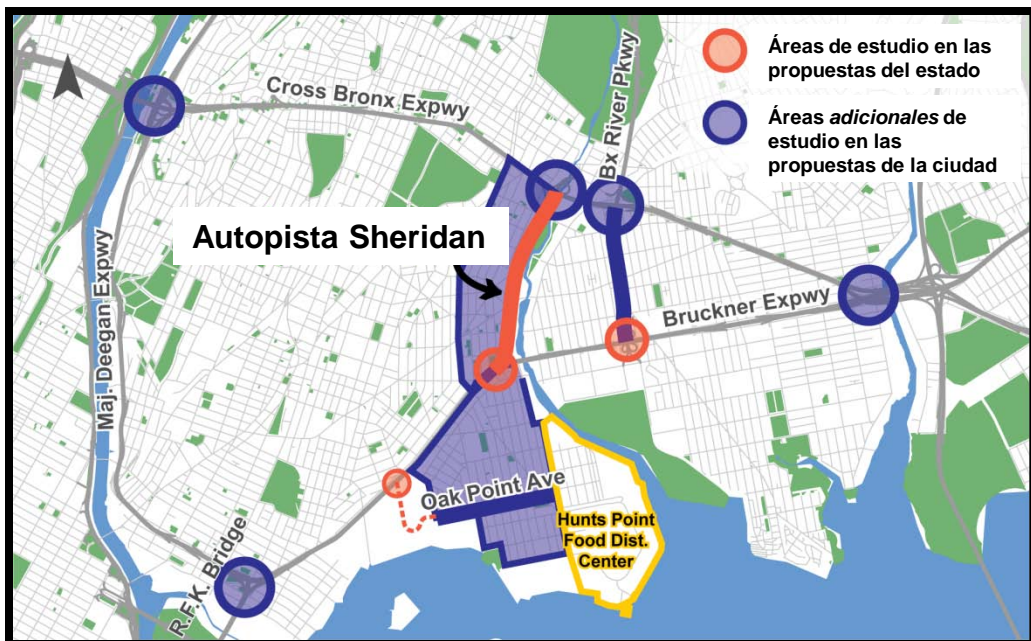 Áreas de estudio en las
propuestas del estado
Áreas adicionales de
estudio en las
propuestas de la ciudad
Cross Bronx Expwy
Bx River Pkwy
Autopista Sheridan
Maj. Deegan Expwy
Bruckner Expwy
Oak Point Ave
Hunts Point
Food Dist.
Center
R.F.K. Bridge